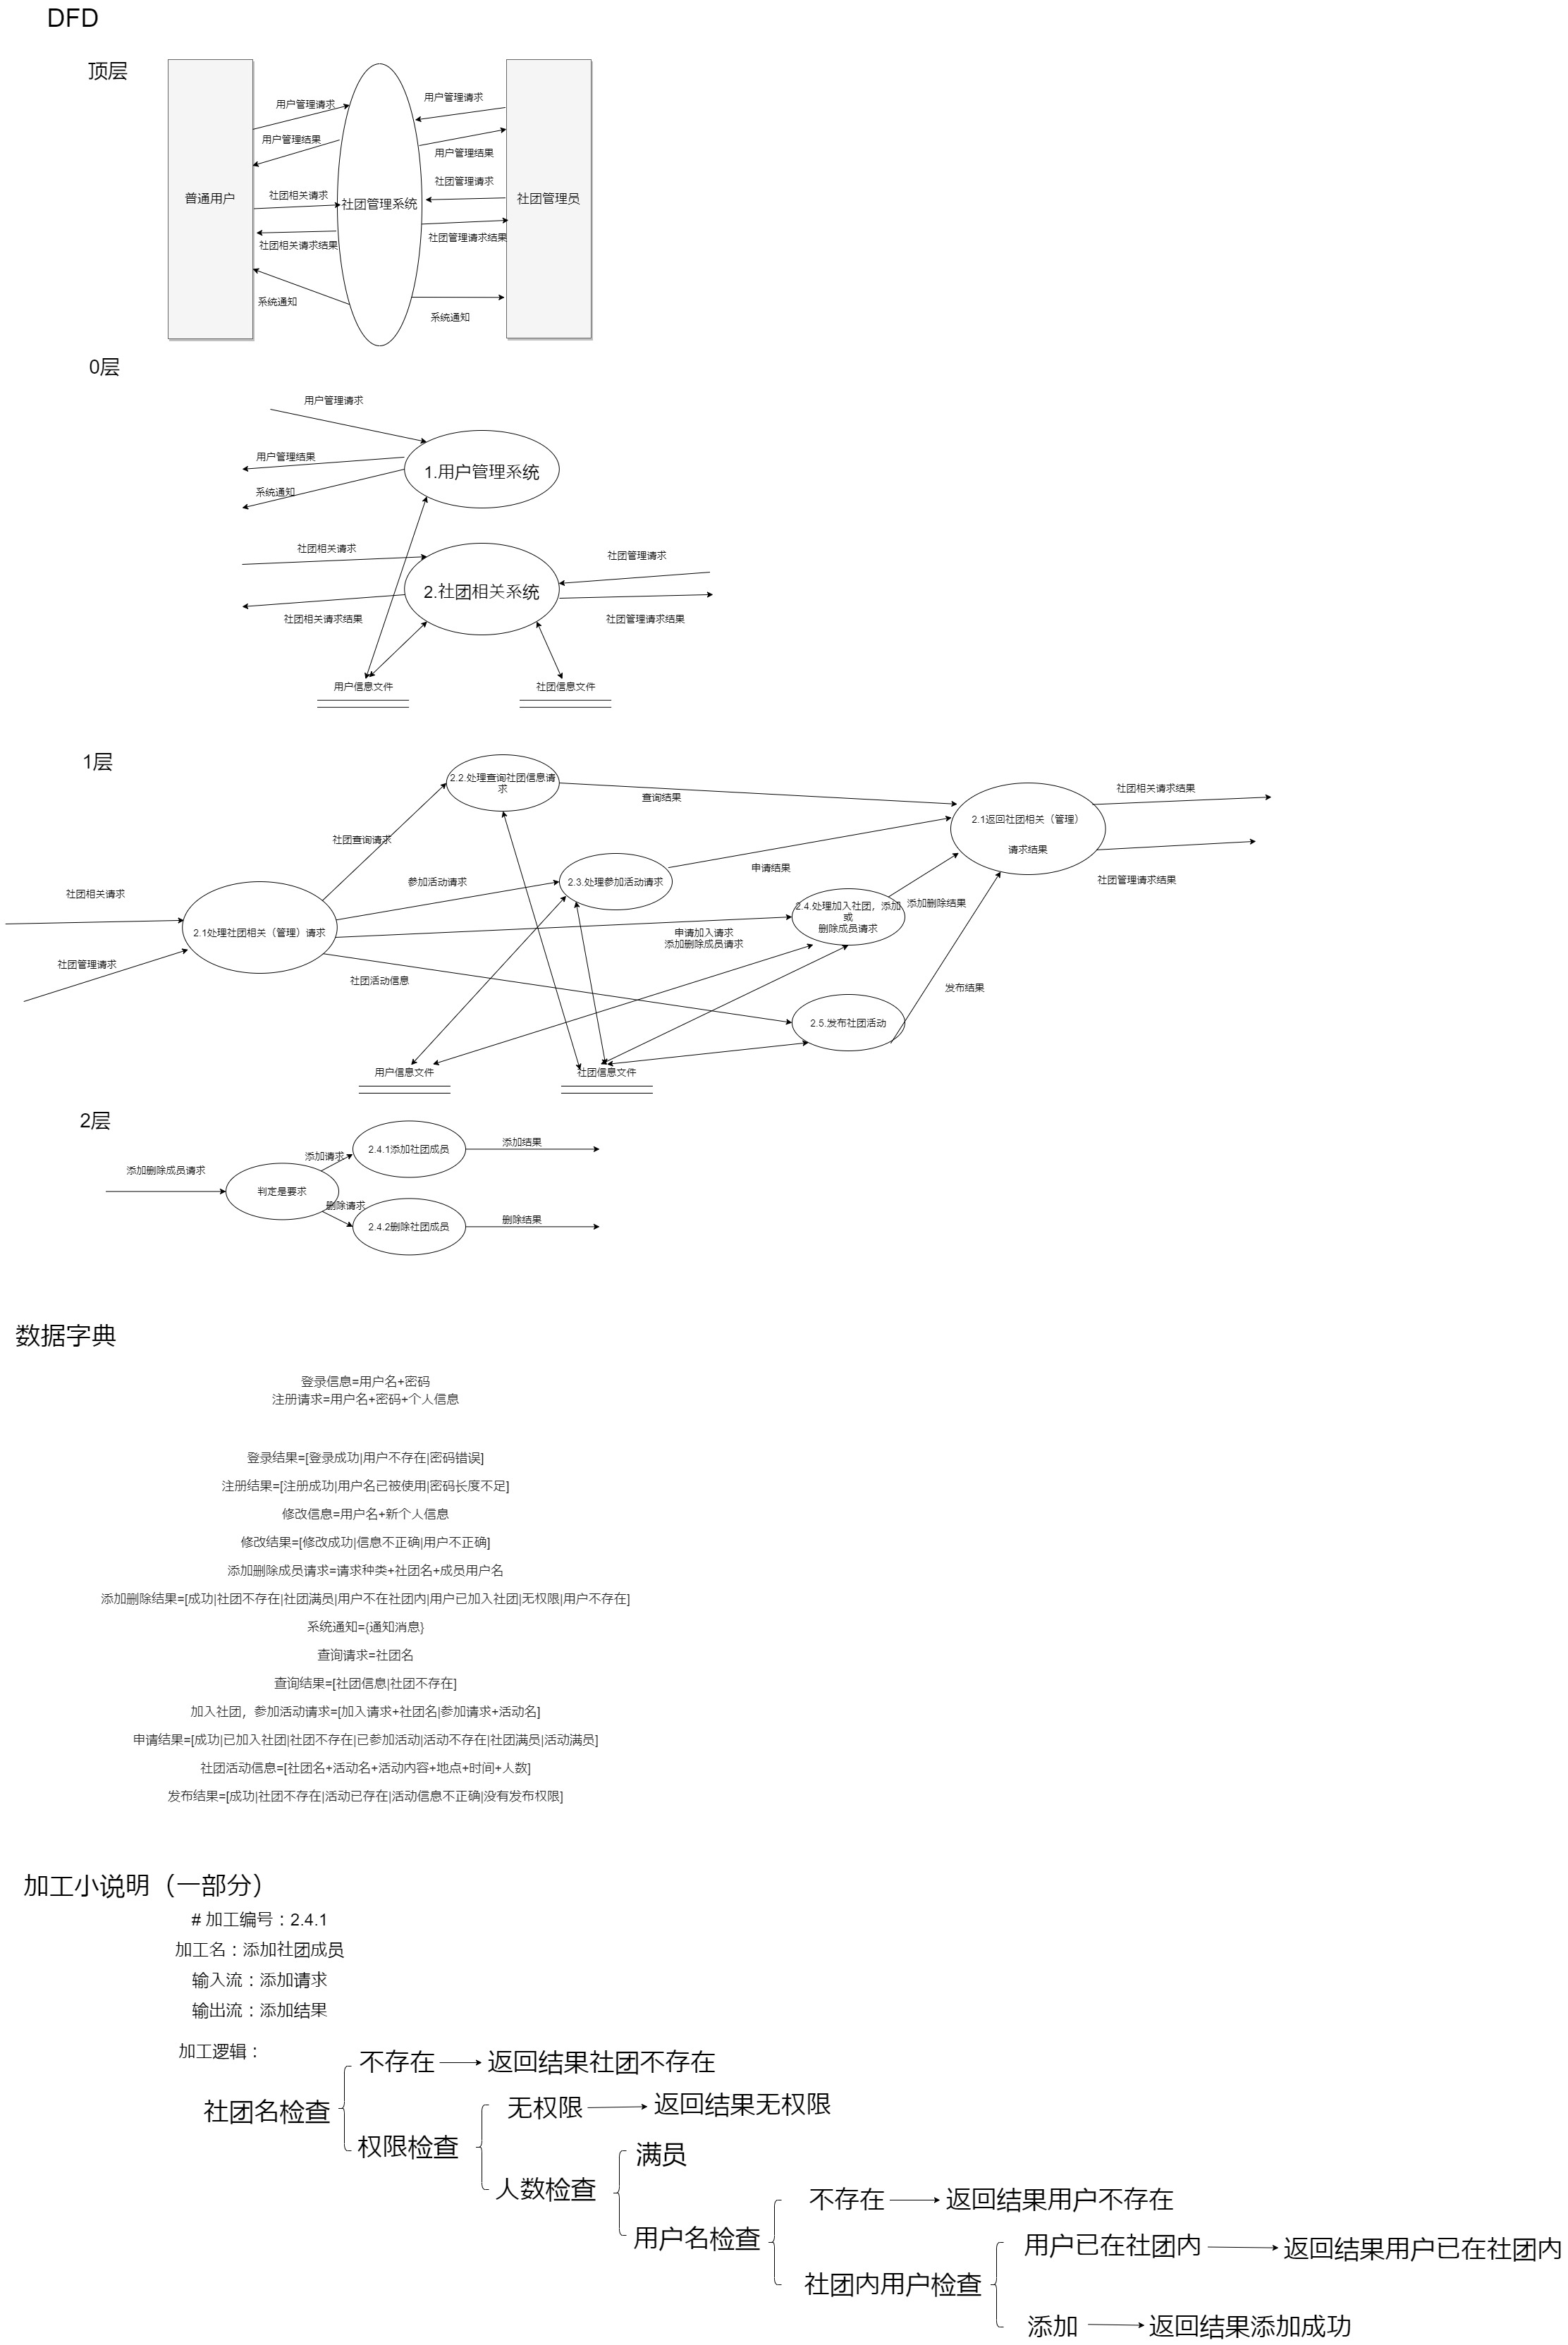 DFD
顶层
普通用户
社团管理系统
社团管理员
用户管理请求
用户管理结果
社团相关请求
社团相关请求结果
系统通知
用户管理请求
用户管理结果
社团管理请求
社团管理请求结果
系统通知
0层
用户管理请求
用户管理结果
系统通知
1.用户管理系统
社团相关请求
社团相关请求结果
2.社团相关系统
社团管理请求
社团管理请求结果
用户信息文件
社团信息文件
1层
社团相关请求
社团管理请求
2.1处理社团相关（管理）请求
社团查询请求
参加活动请求
申请加入请求
添加删除成员请求
社团活动信息
2.2.处理查询社团信息请
求
2.3.处理参加活动请求
2.4.处理加入社团，添加
或
删除成员请求
2.5.发布社团活动
查询结果
申请结果
添加删除结果
发布结果
2.1返回社团相关（管理）
请求结果
社团相关请求结果
社团管理请求结果
用户信息文件
社团信息文件
2层
添加删除成员请求
判定是要求
添加请求
删除请求
2.4.1添加社团成员
2.4.2删除社团成员
添加结果
删除结果
数据字典
登录信息=用户名+密码
注册请求=用户名+密码+个人信息
登录结果=[登录成功|用户不存在|密码错误]
注册结果=[注册成功|用户名已被使用|密码长度不足]
修改信息=用户名+新个人信息
修改结果=[修改成功|信息不正确|用户不正确]
添加删除成员请求=请求种类+社团名+成员用户名
添加删除结果=[成功|社团不存在|社团满员|用户不在社团内|用户已加入社团|无权限|用户不存在]
系统通知={通知消息}
查询请求=社团名
查询结果=[社团信息|社团不存在]
加入社团，参加活动请求=[加入请求+社团名|参加请求+活动名]
申请结果=[成功|已加入社团|社团不存在|已参加活动|活动不存在|社团满员|活动满员]
社团活动信息=[社团名+活动名+活动内容+地点+时间+人数]
发布结果=[成功|社团不存在|活动已存在|活动信息不正确|没有发布权限]
加工小说明（一部分）
# 加工编号：2.4.1
加工名：添加社团成员
输入流：添加请求
输出流：添加结果
加工逻辑：
社团名检查
不存在
返回结果社团不存在
权限检查
无权限
返回结果无权限
人数检查
满员
用户名检查
不存在
返回结果用户不存在
社团内用户检查
用户已在社团内
返回结果用户已在社团内
添加
返回结果添加成功